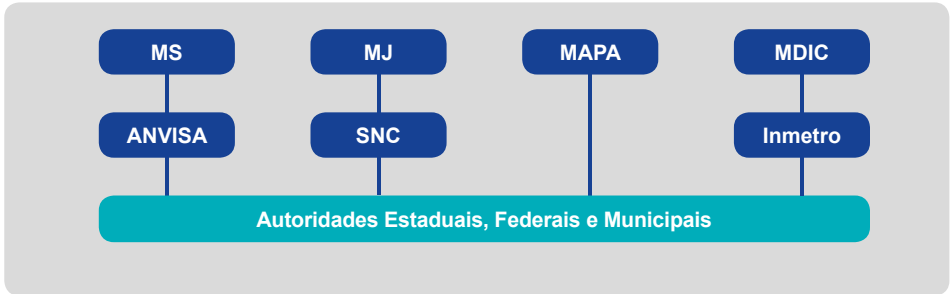 MS
MJ
MAPA
MDIC
ANVISA
SNC
Inmetro
Autoridades Estaduais, Federais e Municipais